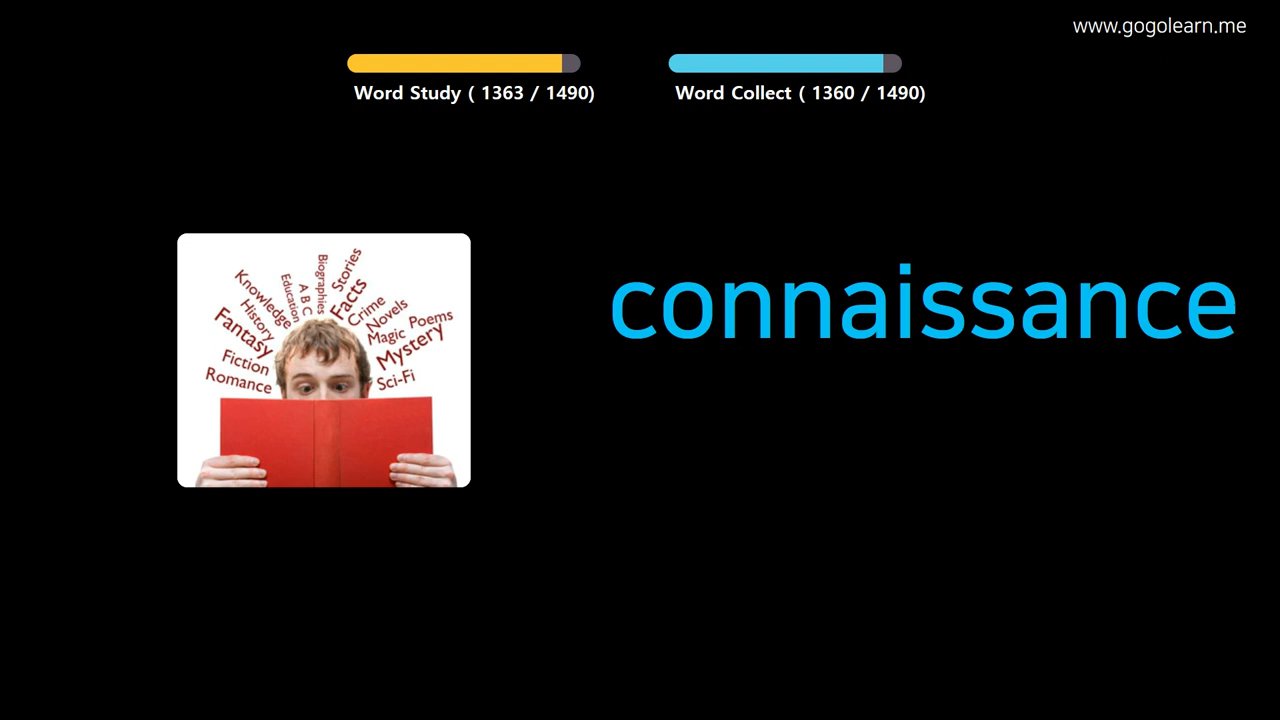 www.gogolearn.me
Word Study ( 1363 / 1490)
Word Collect ( 1360 / 1490)
connaissance
Knowledge
History
Fantasy
Fiction
Romance
Education
A B C
Biographies
Stories
Facts
Crime
Novels
Magic
Poems
Mystery
Sci-Fi